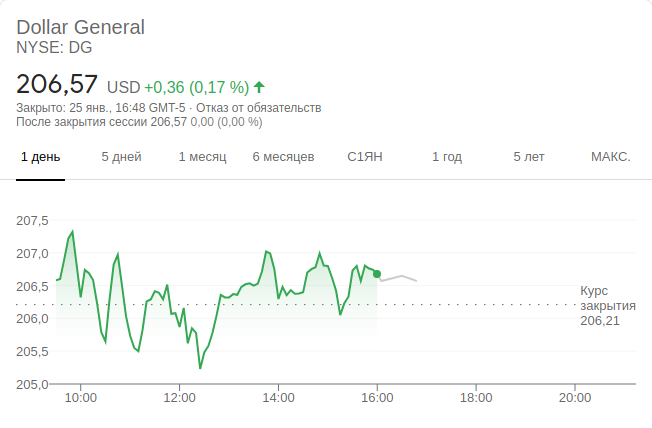 Dollar General
NYSE: DG
206,57 USD +0,36 (0,17 %)
Закрыто: 25 янв., 16:48 GMT-5 · Отказ от обязательств
После закрытия сессии 206,57 0,00 (0,00 %)
1 день 5 дней 1 месяц 6 месяцев С1ЯН 1 год 5 лет МАКС.
207,5
207,0
206,5
206,0
205,5
205,0
Курс
закрытия
206,21
10:00 12:00 14:00 16:00 18:00 20:00